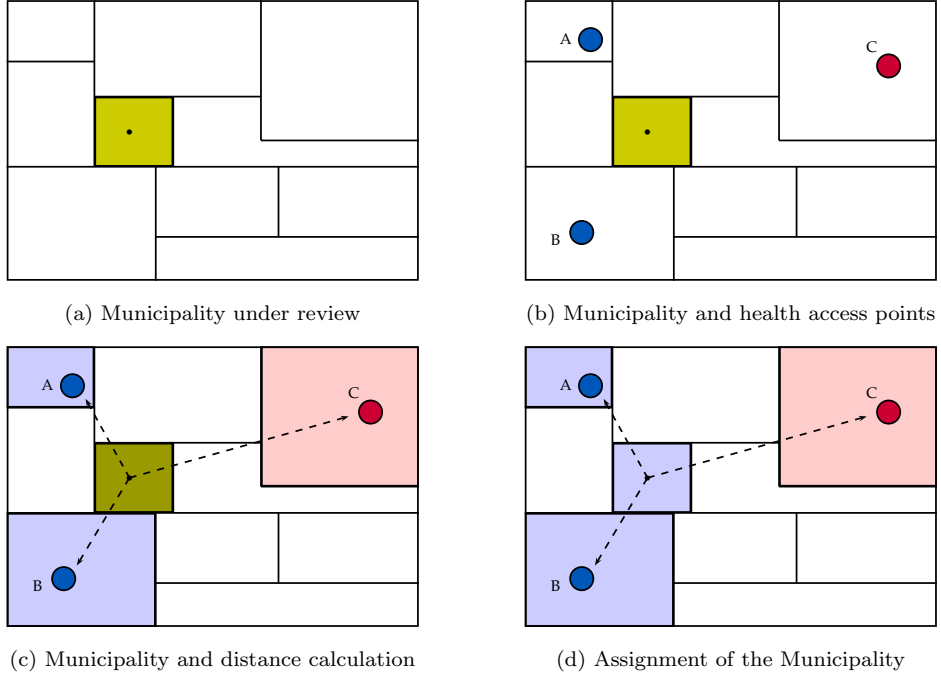 A
C
B
(a) Municipality under review
(b) Municipality and health access points
A
C
B
A
C
B
(c) Municipality and distance calculation
(d) Assignment of the Municipality